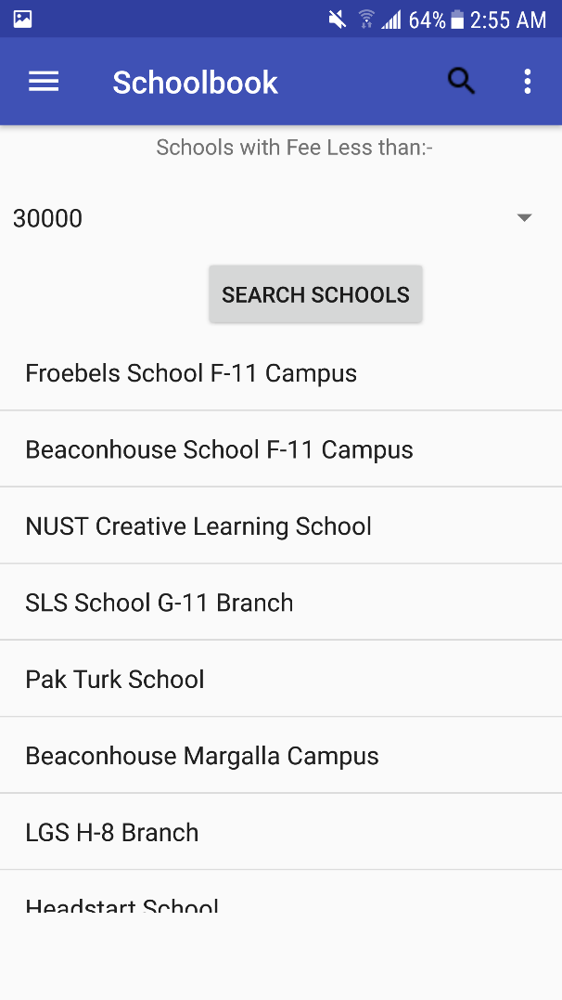 64% 2:55 AM
Schoolbook
Schools with Fee Less than:-
30000
SEARCH SCHOOLS
Froebels School F-11 Campus
Beaconhouse School F-11 Campus
NUST Creative Learning School
SLS School G-11 Branch
Pak Turk School
Beaconhouse Margalla Campus
LGS H-8 Branch
Headstart School